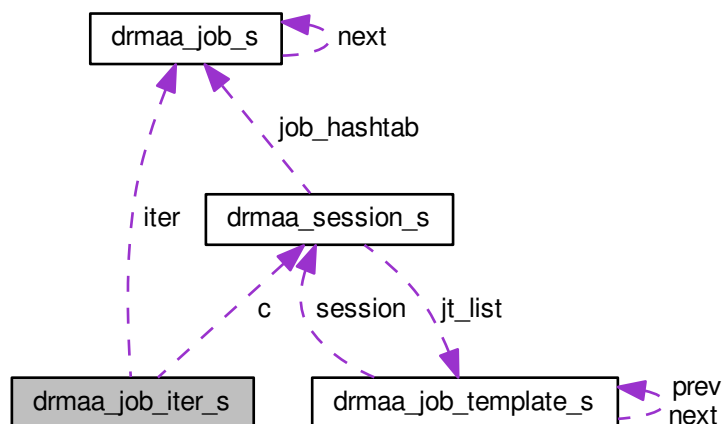 drmaa_job_s
next
job_hashtab
iter
drmaa_session_s
c
session
jt_list
drmaa_job_iter_s
drmaa_job_template_s
prev
next